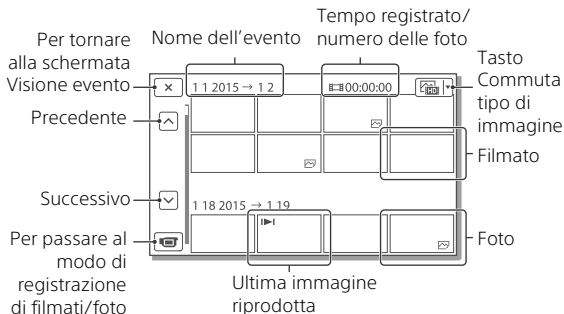 Tempo registrato/
numero delle foto
Nome dell'evento
Per tornare
alla schermata
Visione evento
Tasto
Commuta
tipo di
immagine
1 1 2015 → 1 2
00:00:00
Precedente
Filmato
Successivo
1 18 2015 → 1 19
Foto
Per passare al
modo di
registrazione
di filmati/foto
Ultima immagine
riprodotta